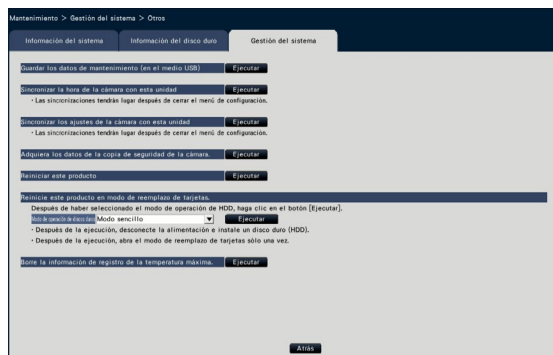 Mantenimiento > Gestión del sistema > Otros
Información del sistema
Información del disco duro
Gestión del sistema
Guardar los datos de mantenimiento (en el medio USB)
Ejecutar
Sincronizar la hora de la cámara con esta unidad
Ejecutar
・Las sincronizaciones tendrán lugar después de cerrar el menú de configuración.
Sincronizar los ajustes de la cámara con esta unidad
Ejecutar
・Las sincronizaciones tendrán lugar después de cerrar el menú de configuración.
Adquiera los datos de la copia de seguridad de la cámara.
Ejecutar
Reiniciar este producto
Ejecutar
Reinicie este producto en modo de reemplazo de tarjetas.
Después de haber seleccionado el modo de operación de HDD, haga clic en el botón [Ejecutar].
Modo de operación de discos duros
Modo sencillo
Ejecutar
・Después de la ejecución, desconecte la alimentación e instale un disco duro (HDD).
・Después de la ejecución, abra el modo de reemplazo de tarjetas sólo una vez.
Borre la información de registro de la temperatura máxima.
Ejecutar
Atrás